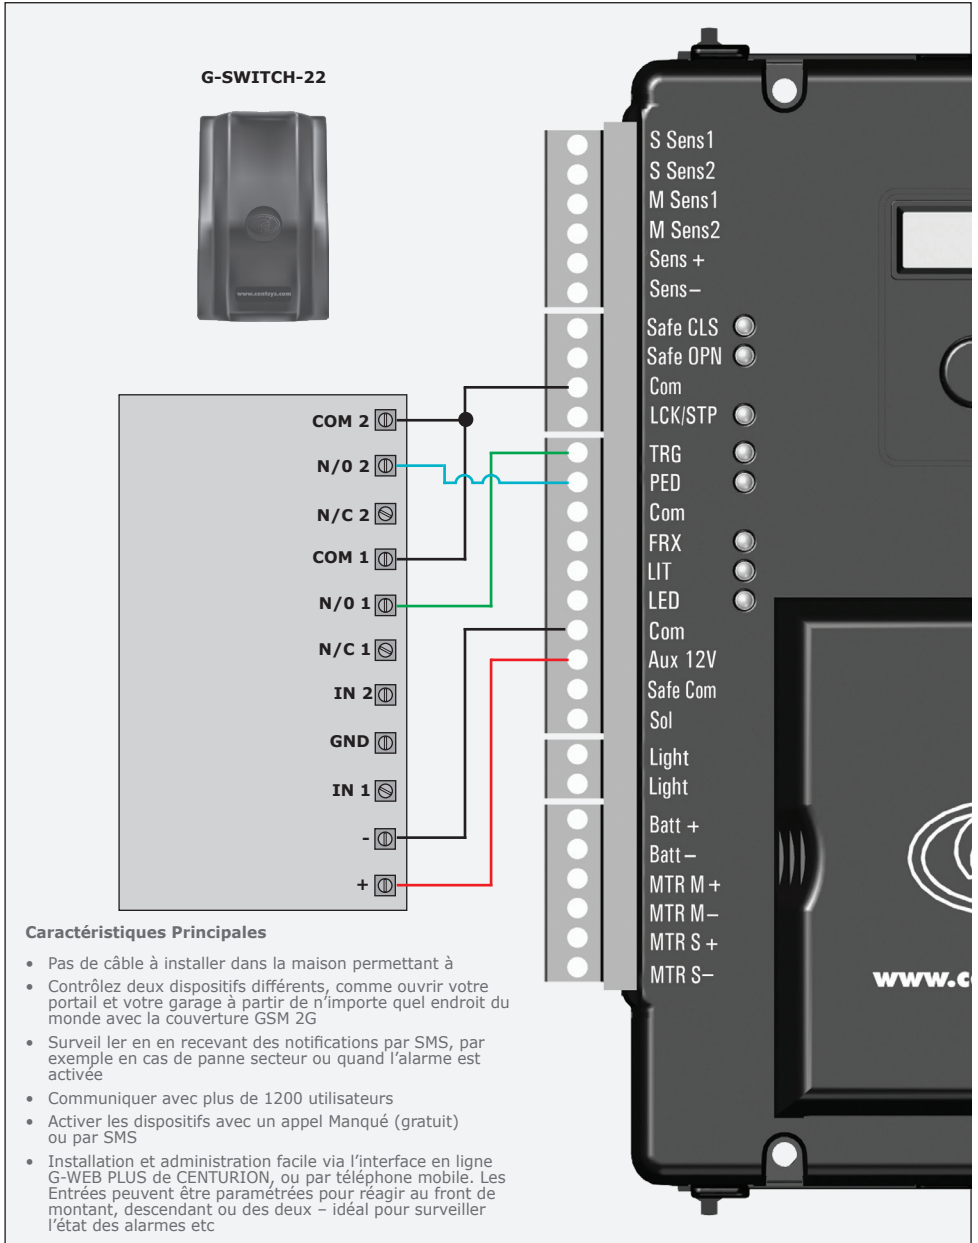 G-SWITCH-22
www.centsys.com
COM 2
N/0 2
N/C 2
COM 1
N/0 1
N/C 1
IN 2
GND
IN 1
-
+
S Sens1
S Sens2
M Sens1
M Sens2
Sens +
Sens–
Safe CLS
Safe OPN
Com
LCK/STP
TRG
PED
Com
FRX
LIT
LED
Com
Aux 12V
Safe Com
Sol
Light
Light
Batt +
Batt –
MTR M +
MTR M–
MTR S +
MTR S–
www.c
Caractéristiques Principales
• Pas de câble à installer dans la maison permettant à
• Contrôlez deux dispositifs différents, comme ouvrir votre
portail et votre garage à partir de n’importe quel endroit du
monde avec la couverture GSM 2G
• Surveil ler en en recevant des notifications par SMS, par
exemple en cas de panne secteur ou quand l’alarme est
activée
• Communiquer avec plus de 1200 utilisateurs
• Activer les dispositifs avec un appel Manqué (gratuit)
ou par SMS
• Installation et administration facile via l’interface en ligne
G-WEB PLUS de CENTURION, ou par téléphone mobile. Les
Entrées peuvent être paramétrées pour réagir au front de
montant, descendant ou des deux – idéal pour surveiller
l’état des alarmes etc